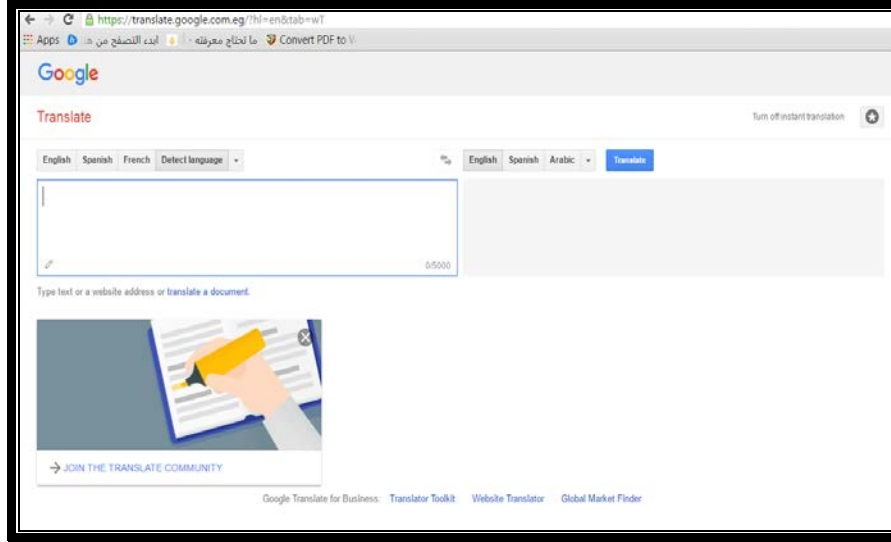 https://translate.google.com.eg/?hl=en&tab=wT
Apps ابدء التصفح من هـ ما تحتاج معرفته - Convert PDF to
Google
Translate
Turn off instant translation
English Spanish French Detect language English Spanish Arabic Translate
0/5000
Type text or a website address or translate a document.
JOIN THE TRANSLATE COMMUNITY
Google Translate for Business: Translator Toolkit Website Translator Global Market Finder